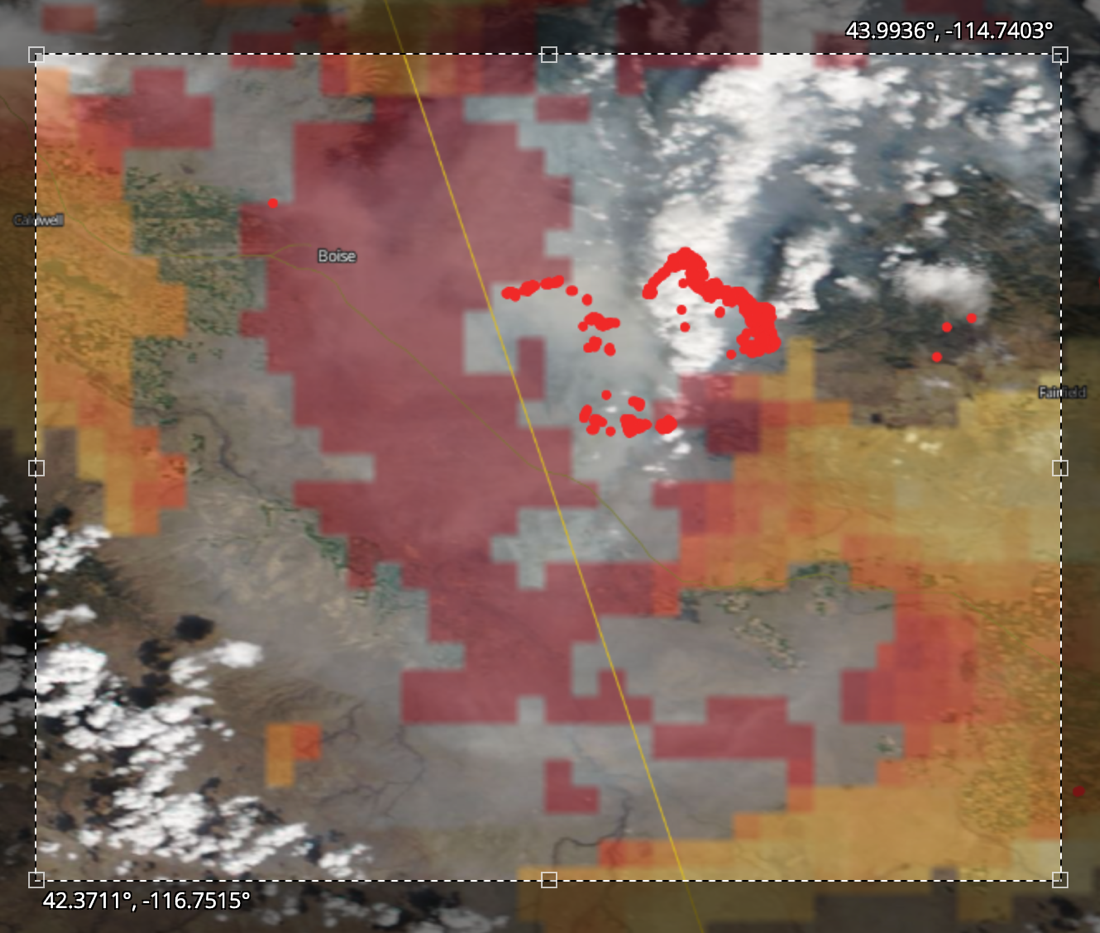 43.9936°, -114.7403°
Caldwell
Boise
Fairfield
42.3711°, -116.7515°